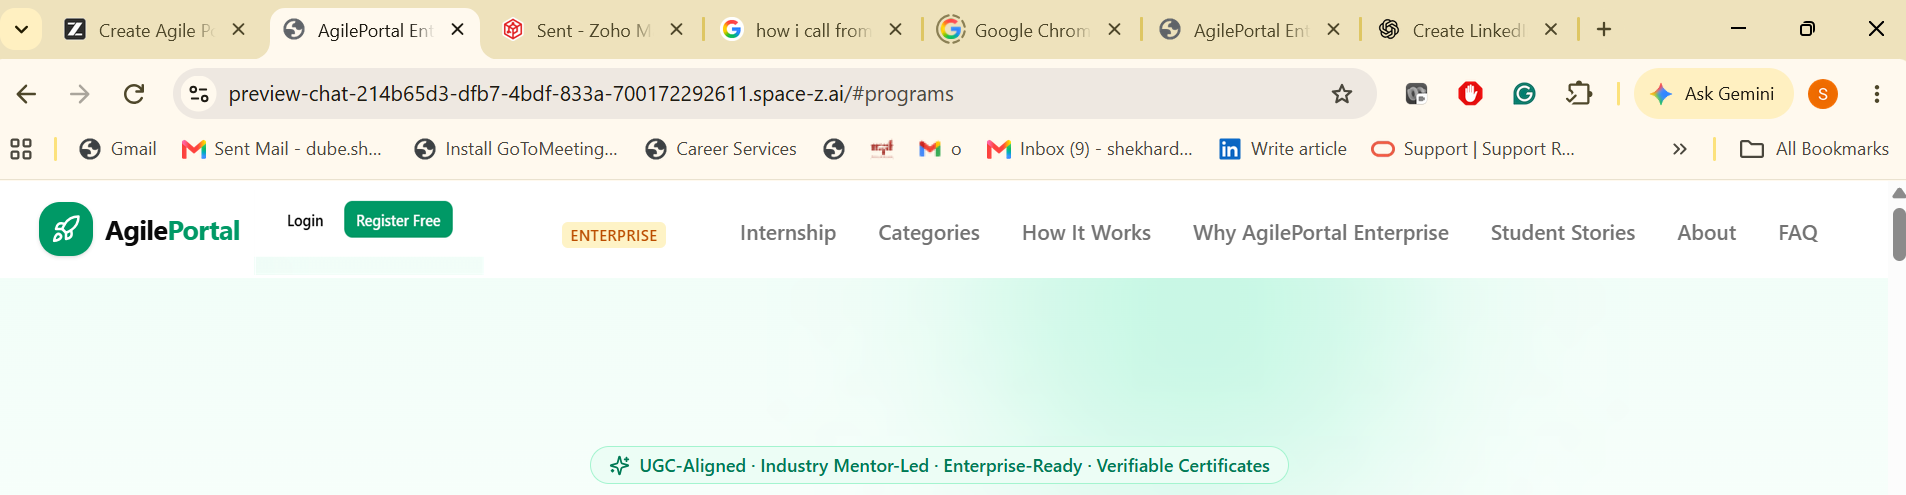 Create Agile Po
AgilePortal Ent
Sent - Zoho M
how i call from
Google Chrom
AgilePortal Ent
Create LinkedI
preview-chat-214b65d3-dfb7-4bdf-833a-700172292611.space-z.ai/#programs
Ask Gemini
S
Gmail
Sent Mail - dube.sh...
Install GoToMeeting...
Career Services
o
Inbox (9) - shekhard...
Write article
Support | Support R...
All Bookmarks
AgilePortal
Login
Register Free
ENTERPRISE
Internship
Categories
How It Works
Why AgilePortal Enterprise
Student Stories
About
FAQ
UGC-Aligned · Industry Mentor-Led · Enterprise-Ready · Verifiable Certificates